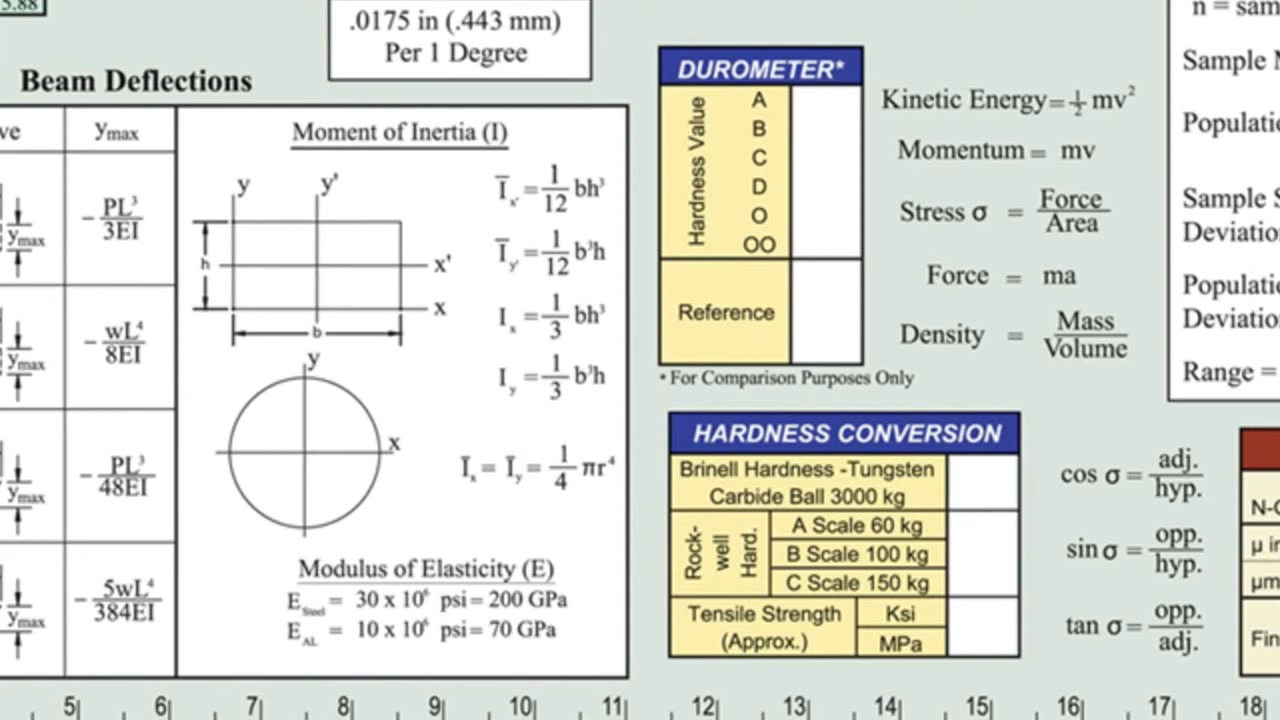 5.88
.0175 in (.443 mm)
Per 1 Degree
Beam Deflections
ve
yₘₐₓ
yₘₐₓ
-PL³/3EI
yₘₐₓ
-wL⁴/8EI
yₘₐₓ
-PL³/48EI
yₘₐₓ
-5wL⁴/384EI
Moment of Inertia (I)
y y'
h
x'
x
b
Ī x' = 1/12 bh³
Ī y' = 1/12 b³h
I x = 1/3 bh³
I y = 1/3 b³h
y
x
Ī x = Ī y = 1/4 πr⁴
Modulus of Elasticity (E)
E Steel = 30 x 10⁶ psi = 200 GPa
E AL = 10 x 10⁶ psi = 70 GPa
DUROMETER*
Hardness Value
A
B
C
D
O
OO
Reference
* For Comparison Purposes Only
Kinetic Energy = ½ mv²
Momentum = mv
Stress σ = Force/Area
Force = ma
Density = Mass/Volume
HARDNESS CONVERSION
Brinell Hardness -Tungsten
Carbide Ball 3000 kg
Rock-
well
Hard.
A Scale 60 kg
B Scale 100 kg
C Scale 150 kg
Tensile Strength
(Approx.)
Ksi
MPa
cos σ = adj./hyp.
sin σ = opp./hyp.
tan σ = opp./adj.
n = sam
Sample
Populati
Sample S
Deviation
Populati
Deviation
Range =
N-
μ in
μm
Fin
5 6 7 8 9 10 11 12 13 14 15 16 17 18